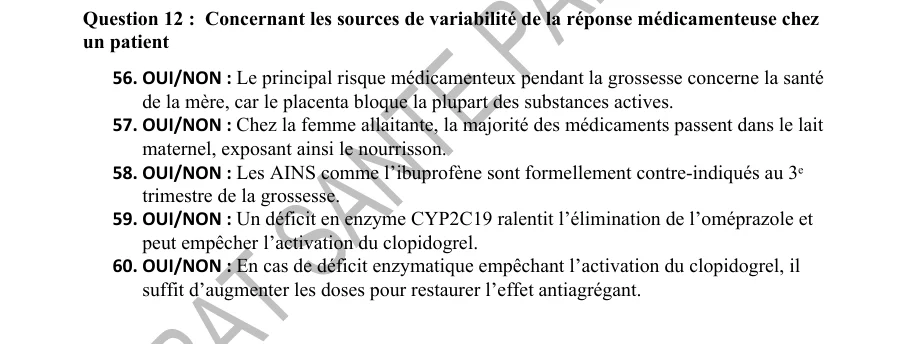 Question 12 : Concernant les sources de variabilité de la réponse médicamenteuse chez
un patient
56. OUI/NON : Le principal risque médicamenteux pendant la grossesse concerne la santé
de la mère, car le placenta bloque la plupart des substances actives.
57. OUI/NON : Chez la femme allaitante, la majorité des médicaments passent dans le lait
maternel, exposant ainsi le nourrisson.
58. OUI/NON : Les AINS comme l’ibuprofène sont formellement contre-indiqués au 3e
trimestre de la grossesse.
59. OUI/NON : Un déficit en enzyme CYP2C19 ralentit l’élimination de l’oméprazole et
peut empêcher l’activation du clopidogrel.
60. OUI/NON : En cas de déficit enzymatique empêchant l’activation du clopidogrel, il
suffit d’augmenter les doses pour restaurer l’effet antiagrégant.
PAT SANTE PA